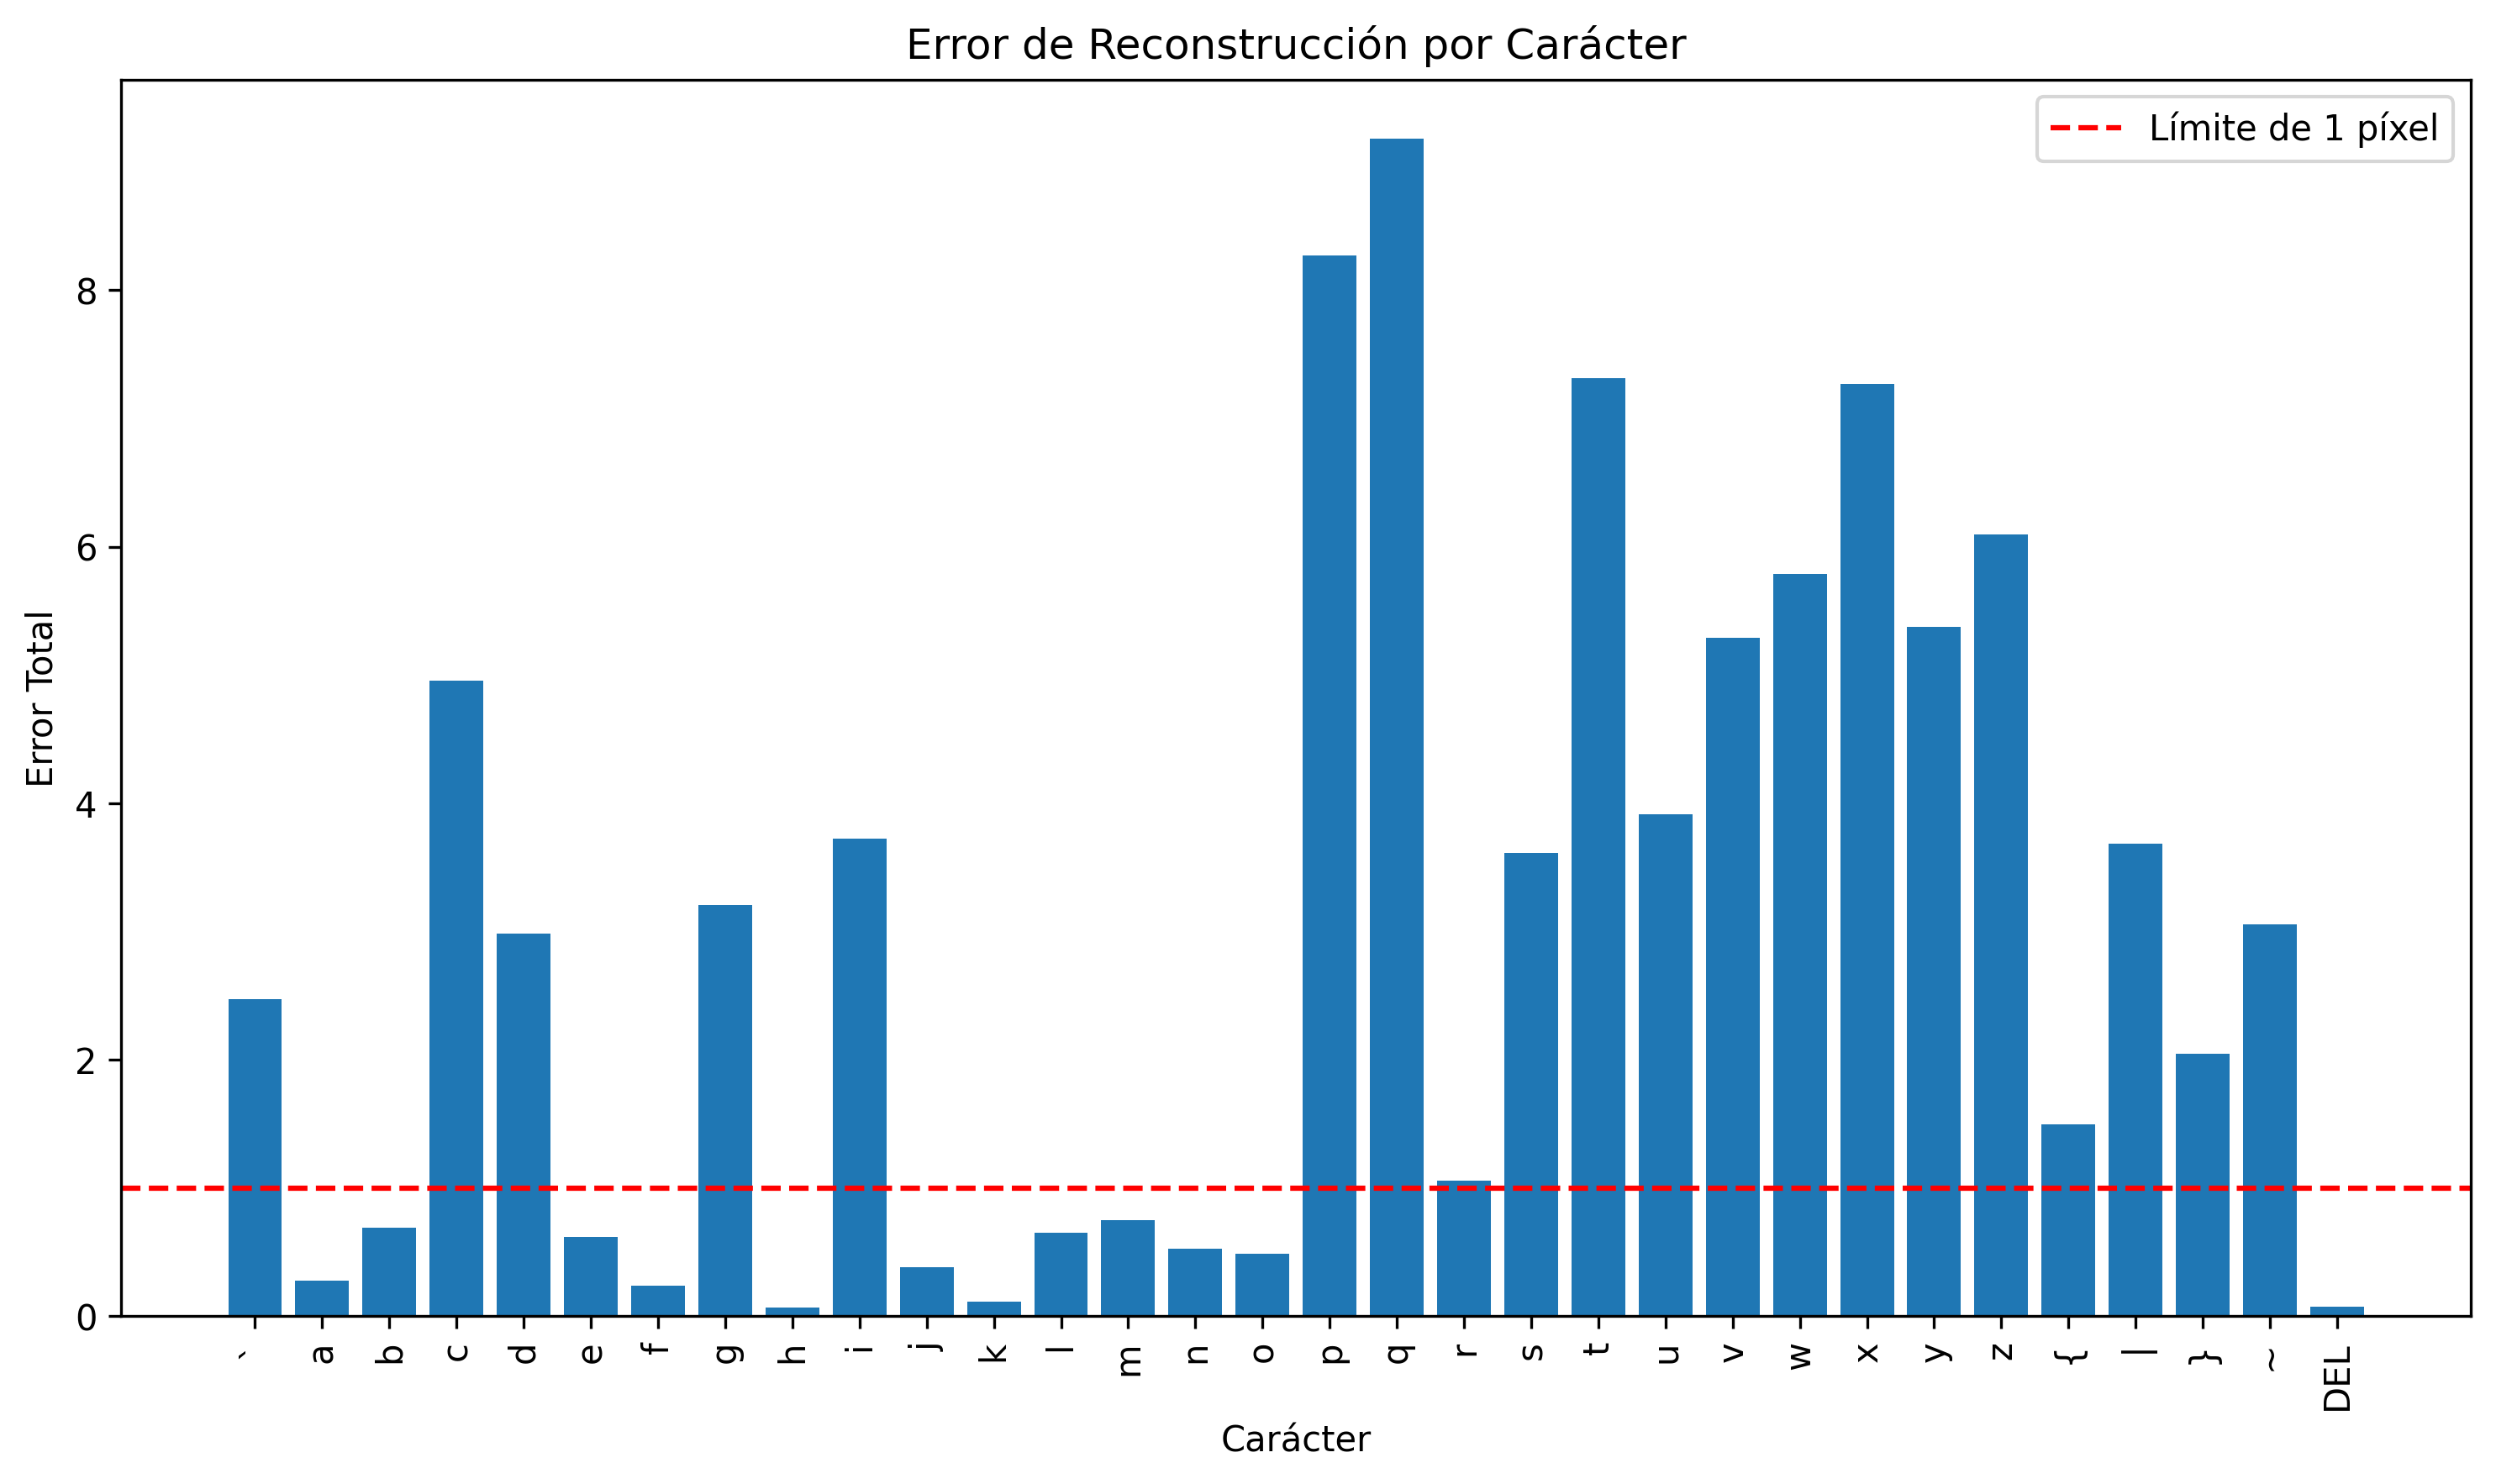 Error de Reconstrucción por Carácter
Límite de 1 píxel
Error Total
8
6
4
2
0
` a b c d e f g h i j k l m n o p q r s t u v w x y z { | } ~ DEL
Carácter